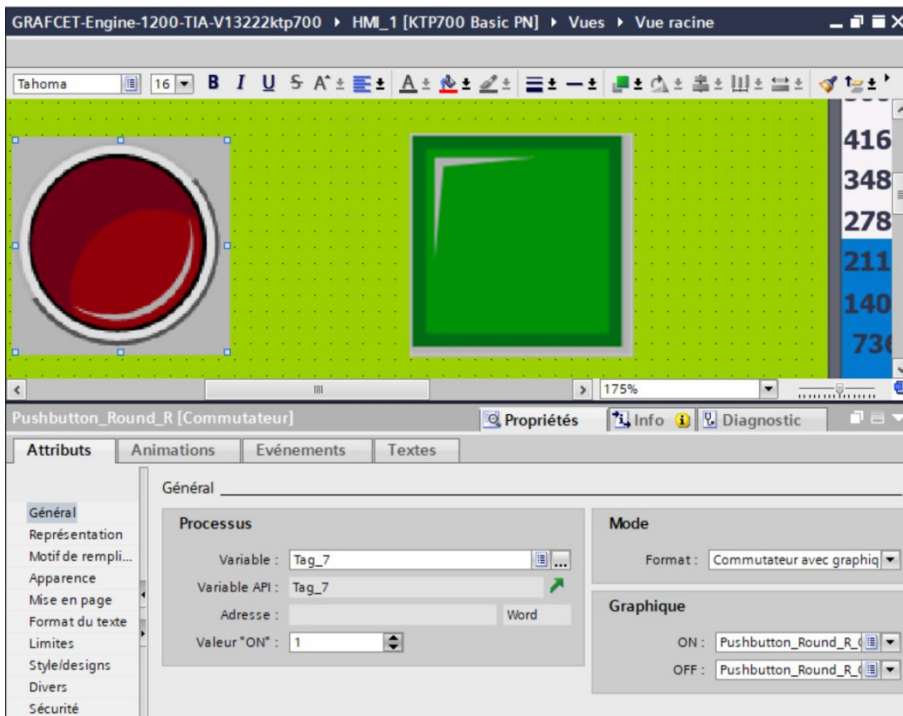 GRAFCET-Engine-1200-TIA-V13222ktp700 ▸ HMI_1 [KTP700 Basic PN] ▸ Vues ▸ Vue racine
Tahoma 16 B I U S A A
416
348
278
211
140
736
175%
Pushbutton_Round_R [Commutateur] Propriétés Info Diagnostic
Attributs Animations Evénements Textes
Général
Général
Représentation
Motif de rempli...
Apparence
Mise en page
Format du texte
Limites
Style/designs
Divers
Sécurité
Processus
Variable : Tag_7
Variable API : Tag_7
Adresse : Word
Valeur "ON" : 1
Mode
Format : Commutateur avec graphiq
Graphique
ON : Pushbutton_Round_R_
OFF : Pushbutton_Round_R_